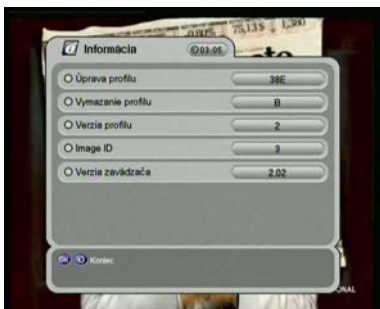 Informácia
03:05
Úprava profilu 38E
Vymazanie profilu B
Verzia profilu 2
Image ID 3
Verzia zavádzača 2.02
OK Koniec